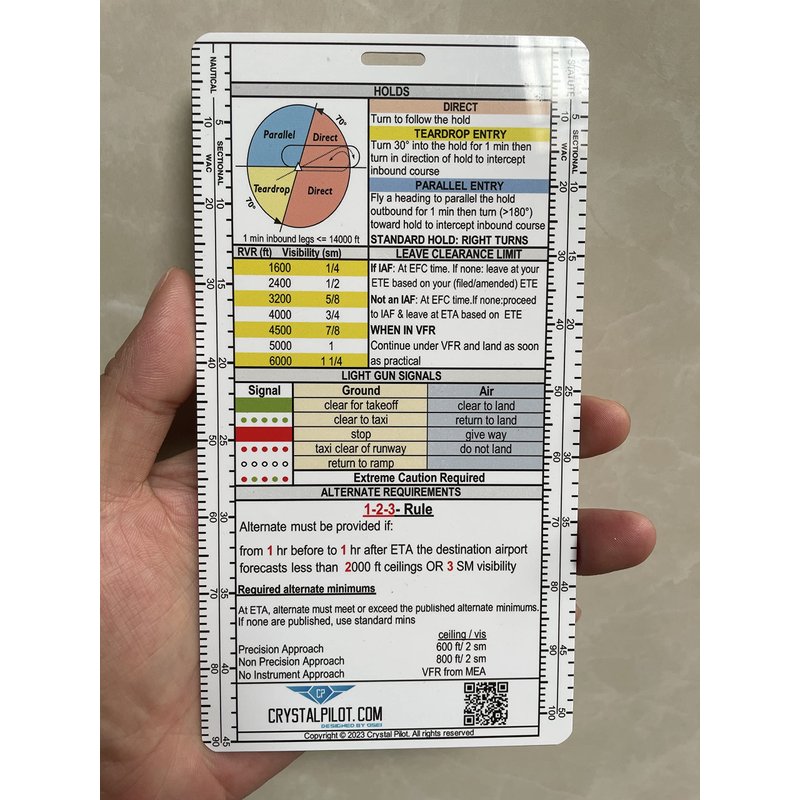 NAUTICAL
STATUTE
SECTIONAL
WAC
SECTIONAL
WAC
HOLDS
Parallel
Direct
Teardrop
Direct
70°
70°
1 min inbound legs <= 14000 ft
DIRECT
Turn to follow the hold
TEARDROP ENTRY
Turn 30° into the hold for 1 min then
turn in direction of hold to intercept
inbound course
PARALLEL ENTRY
Fly a heading to parallel the hold
outbound for 1 min then turn (>180°)
toward hold to intercept inbound course
STANDARD HOLD: RIGHT TURNS
RVR (ft) Visibility (sm)
1600 1/4
2400 1/2
3200 5/8
4000 3/4
4500 7/8
5000 1
6000 1 1/4
LEAVE CLEARANCE LIMIT
If IAF: At EFC time. If none: leave at your
ETE based on your (filed/amended) ETE
Not an IAF: At EFC time.If none:proceed
to IAF & leave at ETA based on ETE
WHEN IN VFR
Continue under VFR and land as soon
as practical
LIGHT GUN SIGNALS
Signal Ground Air
clear for takeoff clear to land
clear to taxi return to land
stop give way
taxi clear of runway do not land
return to ramp
Extreme Caution Required
ALTERNATE REQUIREMENTS
1-2-3- Rule
Alternate must be provided if:
from 1 hr before to 1 hr after ETA the destination airport
forecasts less than 2000 ft ceilings OR 3 SM visibility
Required alternate minimums
At ETA, alternate must meet or exceed the published alternate minimums.
If none are published, use standard mins
ceiling / vis
Precision Approach 600 ft/ 2 sm
Non Precision Approach 800 ft/ 2 sm
No Instrument Approach VFR from MEA
CP
CRYSTALPILOT.COM
DESIGNED BY OSEI
Copyright © 2023 Crystal Pilot. All rights reserved